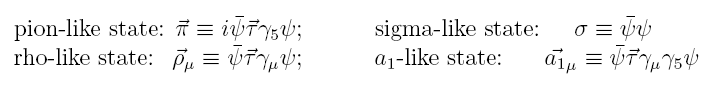 pion-like state: $\vec{\pi} \equiv i\bar{\psi}\vec{\tau}\gamma_5\psi$; sigma-like state: $\sigma \equiv \bar{\psi}\psi$
rho-like state: $\vec{\rho}_\mu \equiv \bar{\psi}\vec{\tau}\gamma_\mu\psi$; $a_1$-like state: $\vec{a_1}_\mu \equiv \bar{\psi}\vec{\tau}\gamma_\mu\gamma_5\psi$